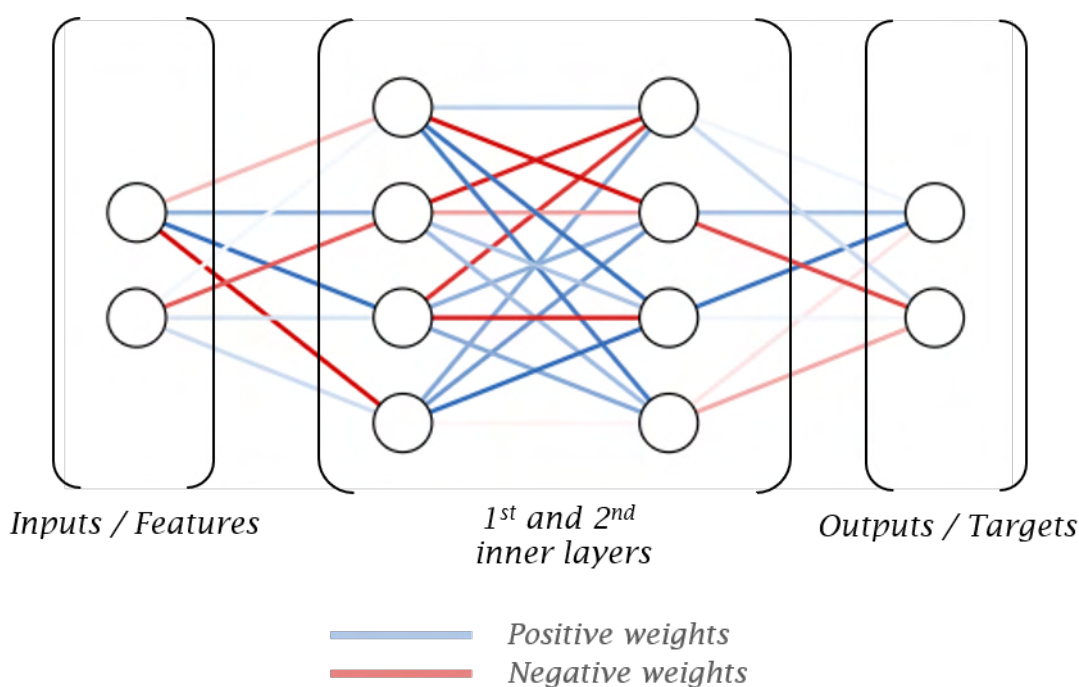 Inputs / Features
1st and 2nd
inner layers
Outputs / Targets
Positive weights
Negative weights